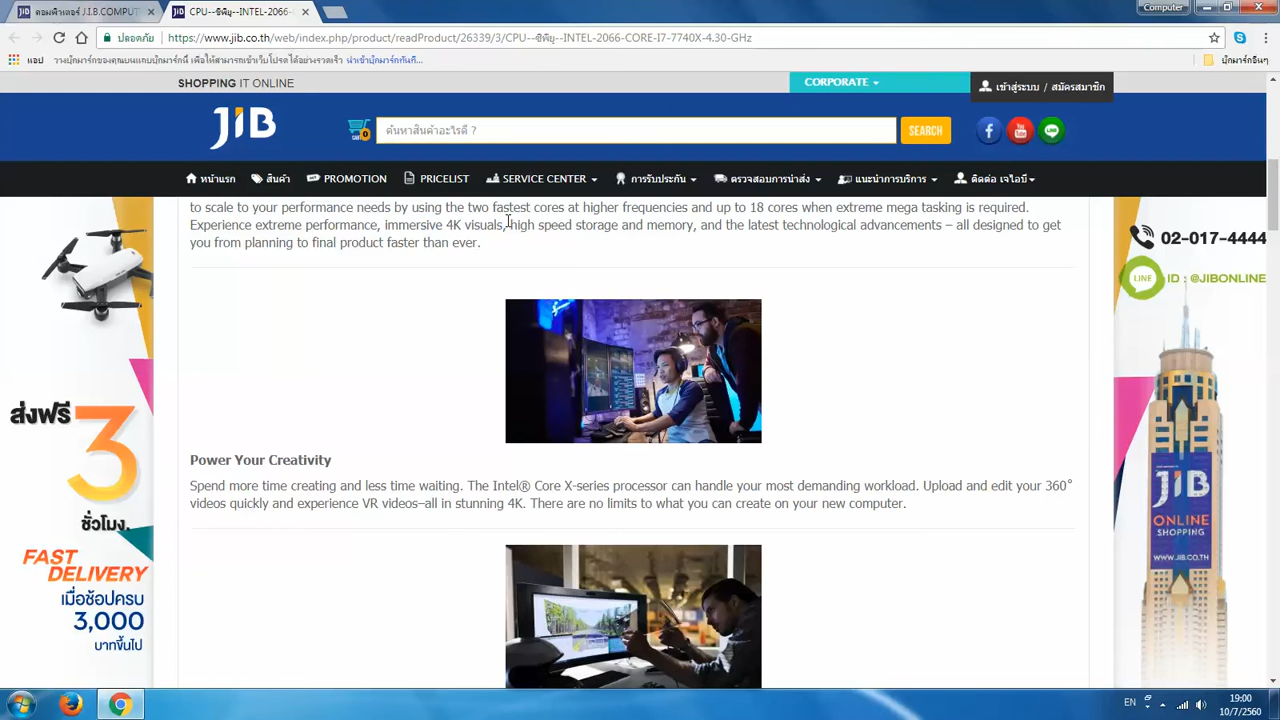 คอมพิวเตอร์ J.I.B.COMPUT
CPU--ซีพียู--INTEL-2066-
Computer
ปลอดภัย
https://www.jib.co.th/web/index.php/product/readProduct/26339/3/CPU--ซีพียู--INTEL-2066-CORE-I7-7740X-4.30-GHz
แอป
วางบุ๊กมาร์กของคุณบนแถบบุ๊กมาร์กนี้ เพื่อให้สามารถเข้าเว็บโปรดได้อย่างรวดเร็ว นำเข้าบุ๊กมาร์กทันที...
บุ๊กมาร์กอื่นๆ
SHOPPING IT ONLINE
CORPORATE
เข้าสู่ระบบ / สมัครสมาชิก
JIB
CART
0
ค้นหาสินค้าอะไรดี ?
SEARCH
You
LINE
หน้าแรก
สินค้า
PROMOTION
PRICELIST
SERVICE CENTER
การรับประกัน
ตรวจสอบการนำส่ง
แนะนำการบริการ
ติดต่อ เจไอบี
to scale to your performance needs by using the two fastest cores at higher frequencies and up to 18 cores when extreme mega tasking is required.
Experience extreme performance, immersive 4K visuals, high speed storage and memory, and the latest technological advancements – all designed to get
you from planning to final product faster than ever.
Power Your Creativity
Spend more time creating and less time waiting. The Intel® Core X-series processor can handle your most demanding workload. Upload and edit your 360˚
videos quickly and experience VR videos–all in stunning 4K. There are no limits to what you can create on your new computer.
ส่งฟรี
3
ชั่วโมง.
FAST
DELIVERY
เมื่อช้อปครบ
3,000
บาทขึ้นไป
02-017-4444
LINE
ID : @JIBONLINE
JIB
ONLINE
SHOPPING
WWW.JIB.CO.TH
EN
19:00
10/7/2560